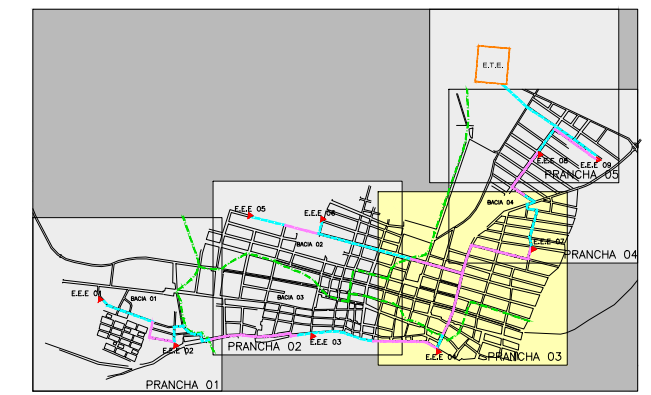 E.T.E.
E.E.E 08
E.E.E 09
PRANCHA 05
BACIA 04
E.E.E 05
E.E.E 06
BACIA 02
E.E.E 07
PRANCHA 04
E.E.E 01
BACIA 01
BACIA 03
E.E.E 02
PRANCHA 02
E.E.E 03
E.E.E 04
PRANCHA 03
PRANCHA 01